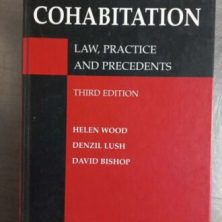 COHABITATION
LAW, PRACTICE
AND PRECEDENTS
THIRD EDITION
HELEN WOOD
DENZIL LUSH
DAVID BISHOP